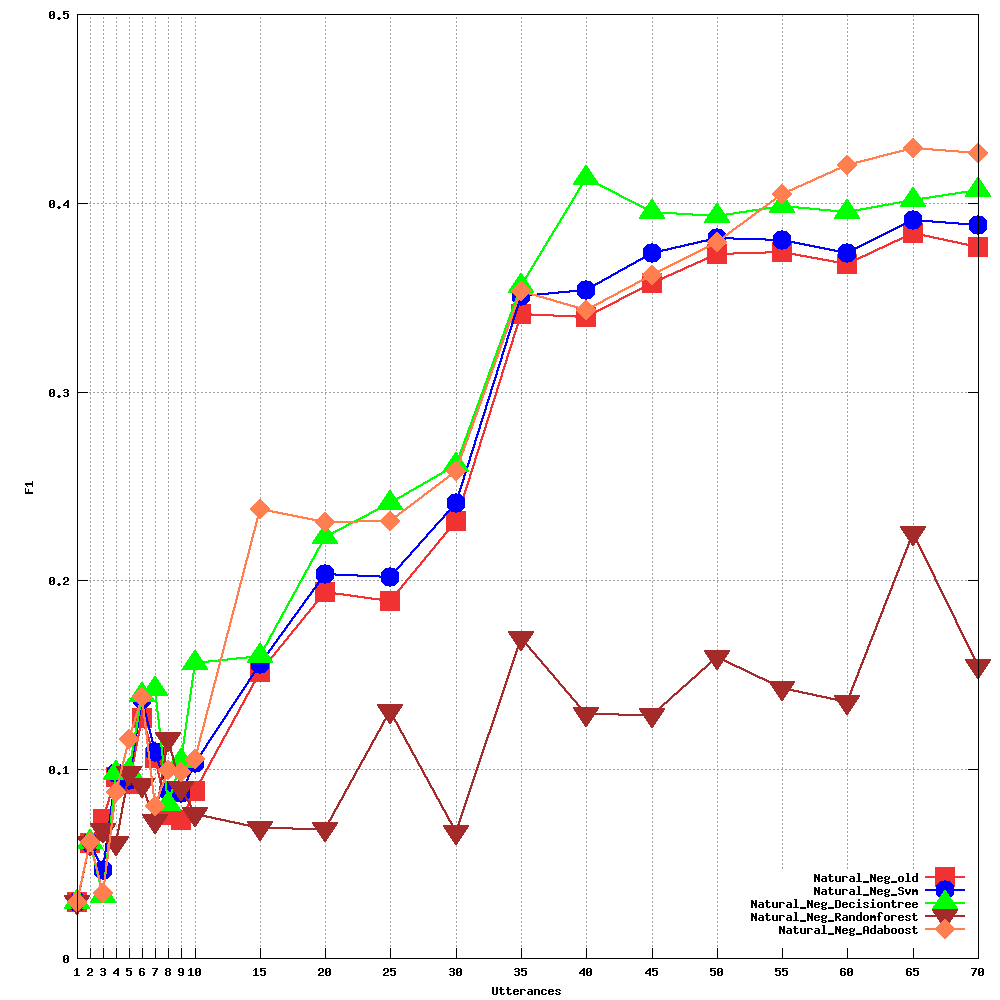 0.5
0.4
0.3
0.2
0.1
0
F1
1 2 3 4 5 6 7 8 9 10 15 20 25 30 35 40 45 50 55 60 65 70
Utterances
Natural_Neg_old
Natural_Neg_Svm
Natural_Neg_Decisiontree
Natural_Neg_Randomforest
Natural_Neg_Adaboost